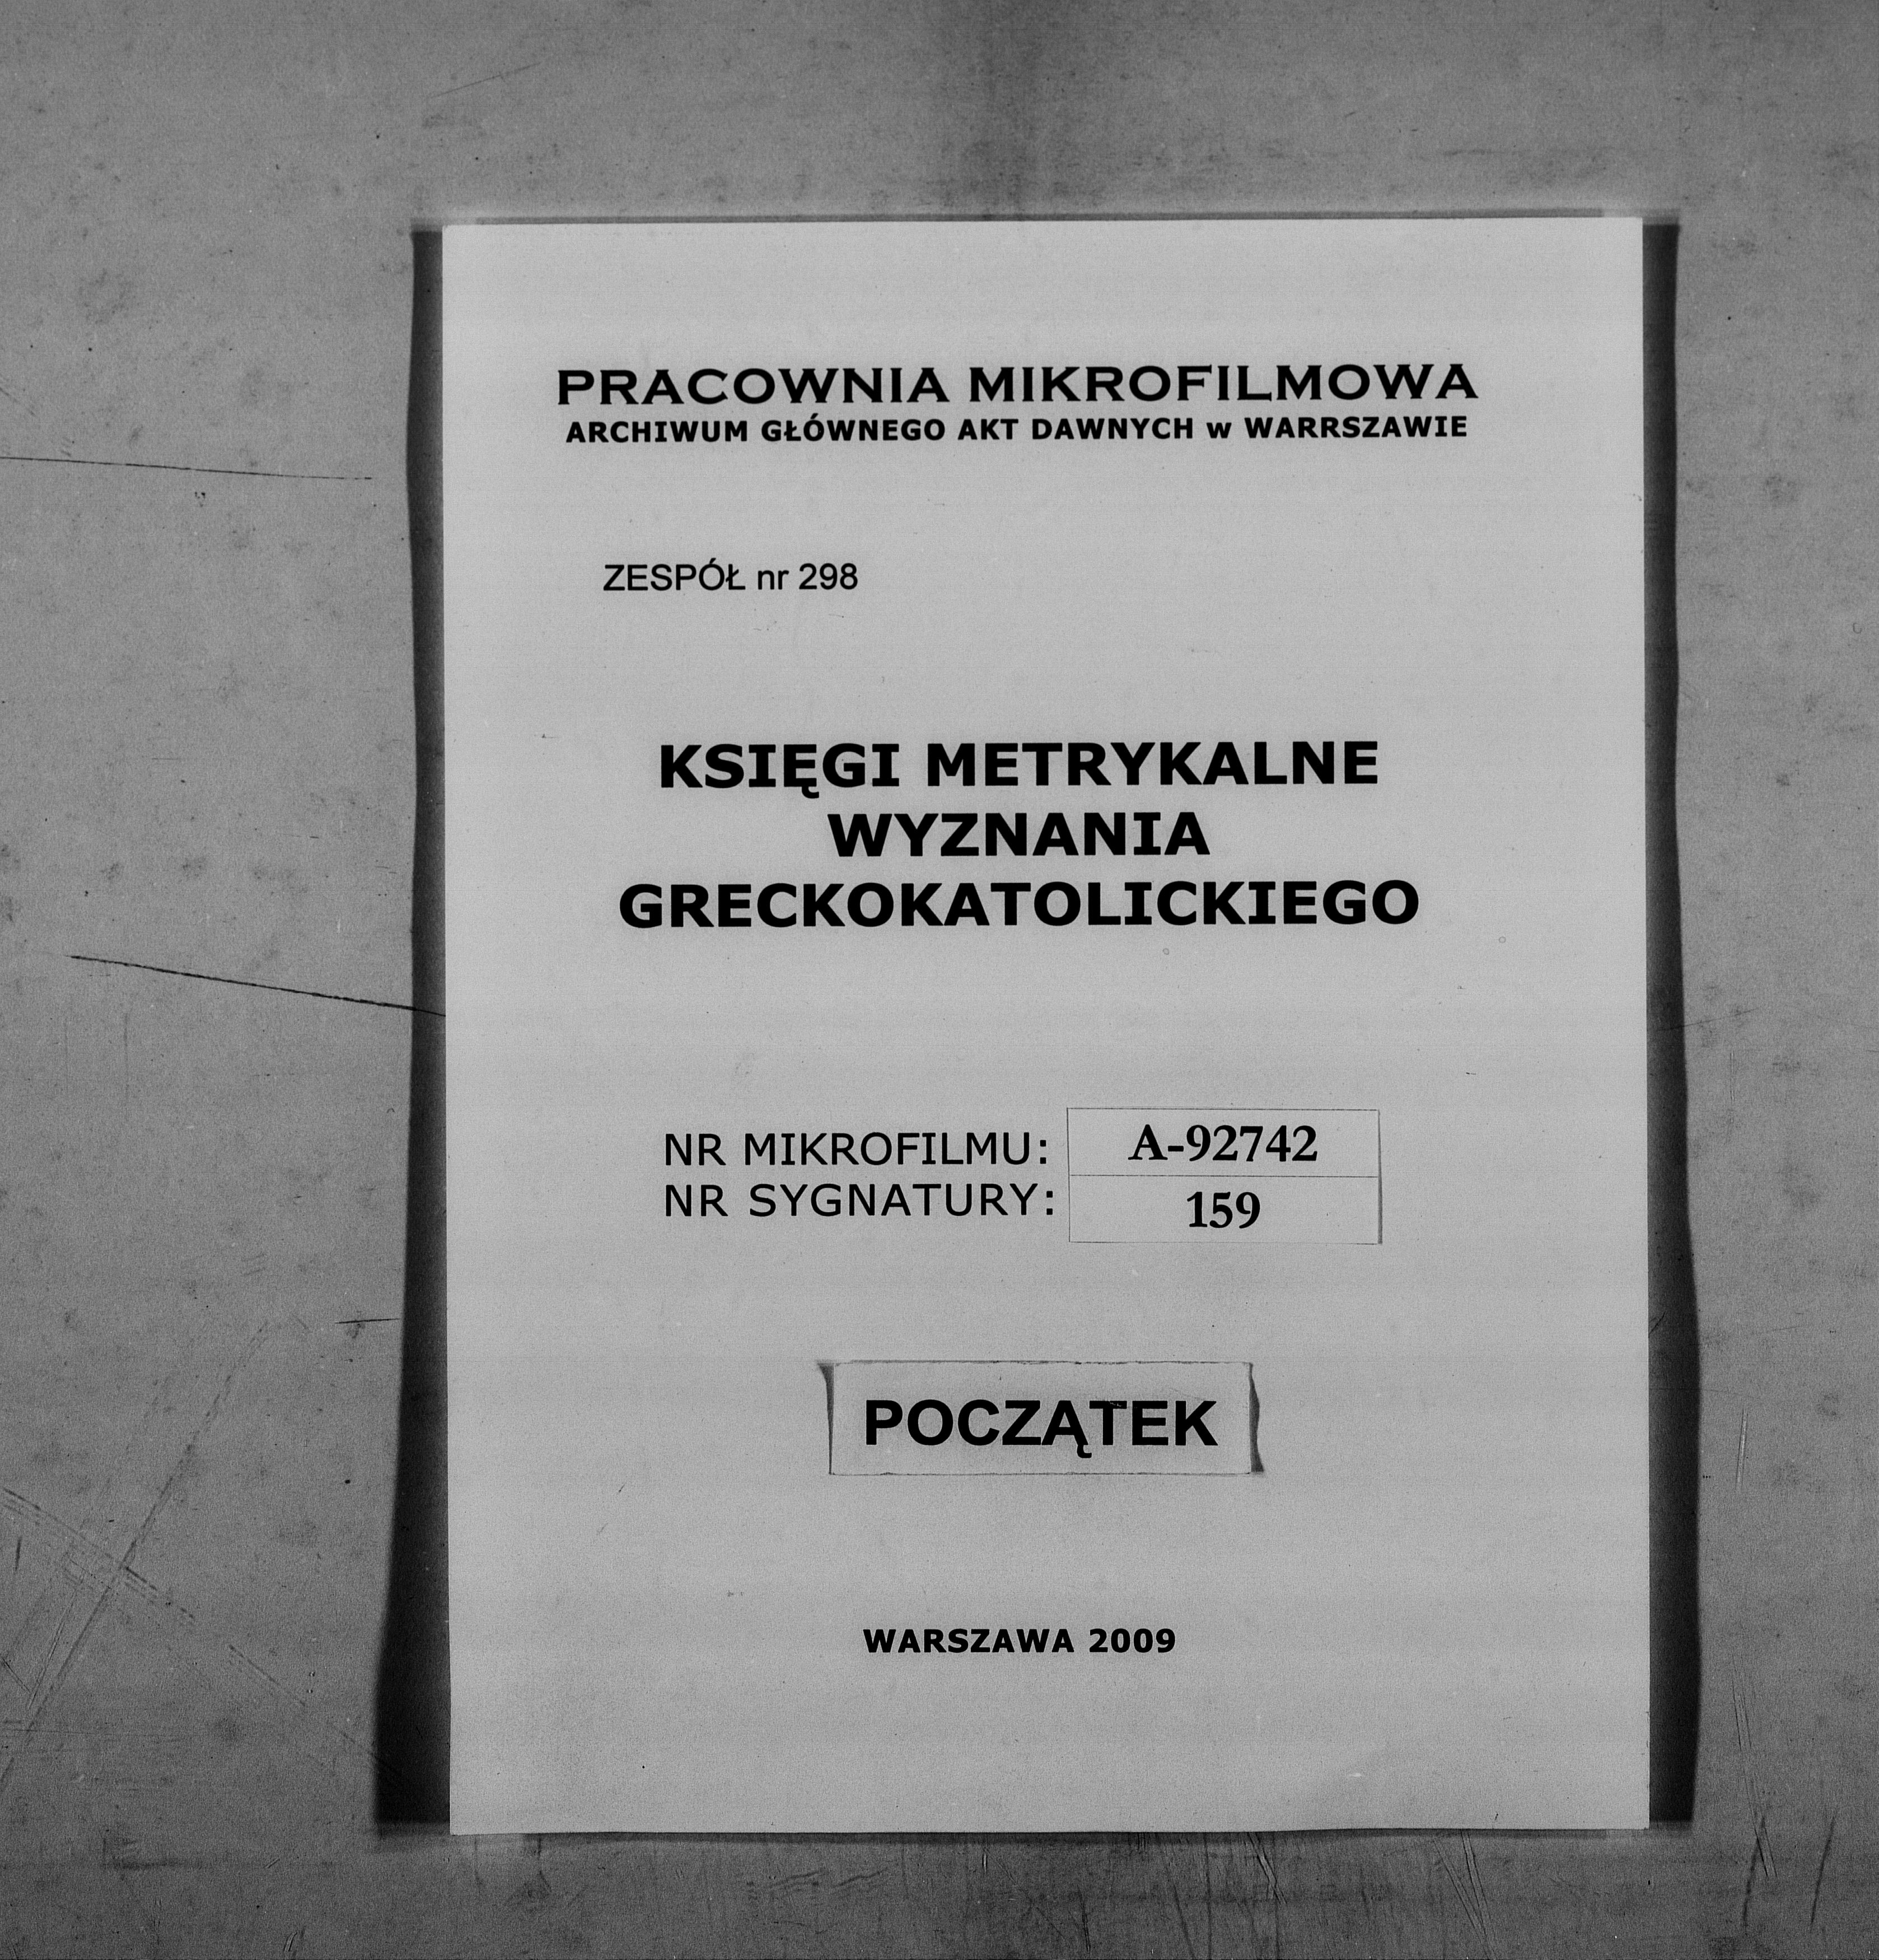 PRACOWNIA MIKROFILMOWA
ARCHIWUM GŁÓWNEGO AKT DAWNYCH w WARRSZAWIE
ZESPÓŁ nr 298
KSIĘGI METRYKALNE
WYZNANIA
GRECKOKATOLICKIEGO
NR MIKROFILMU: A-92742
NR SYGNATURY: 159
POCZĄTEK
WARSZAWA 2009